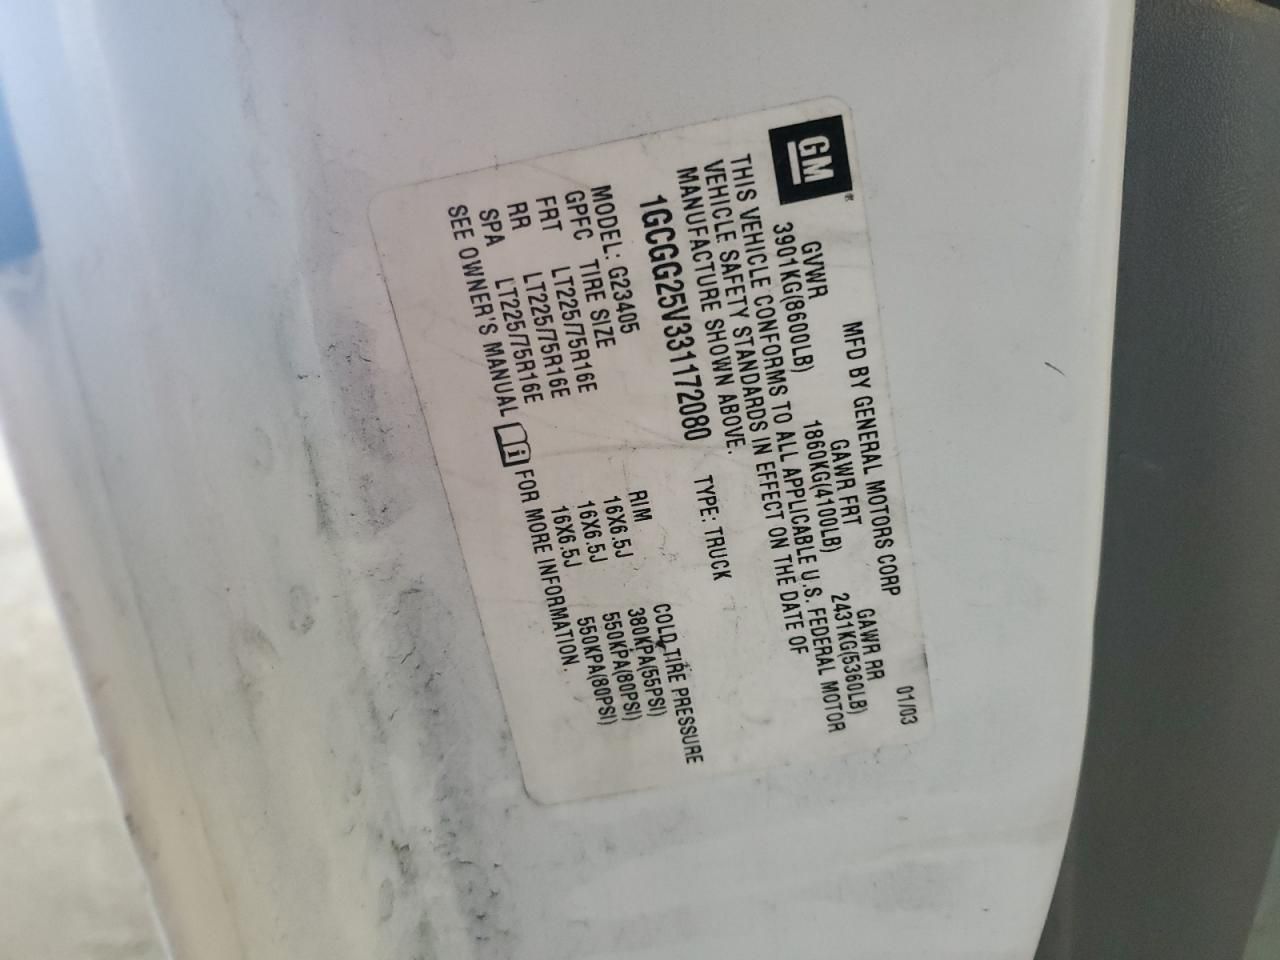 GM
MFD BY GENERAL MOTORS CORP 01/03
GVWR GAWR FRT GAWR RR
3901KG(8600LB) 1860KG(4100LB) 2431KG(5360LB)
THIS VEHICLE CONFORMS TO ALL APPLICABLE U.S. FEDERAL MOTOR
VEHICLE SAFETY STANDARDS IN EFFECT ON THE DATE OF
MANUFACTURE SHOWN ABOVE.
1GCGG25V331172080 TYPE: TRUCK
MODEL: G23405
GPFC TIRE SIZE RIM COLD TIRE PRESSURE
FRT LT225/75R16E 16X6.5J 380KPA(55PSI)
RR LT225/75R16E 16X6.5J 550KPA(80PSI)
SPA LT225/75R16E 16X6.5J 550KPA(80PSI)
SEE OWNER'S MANUAL FOR MORE INFORMATION.